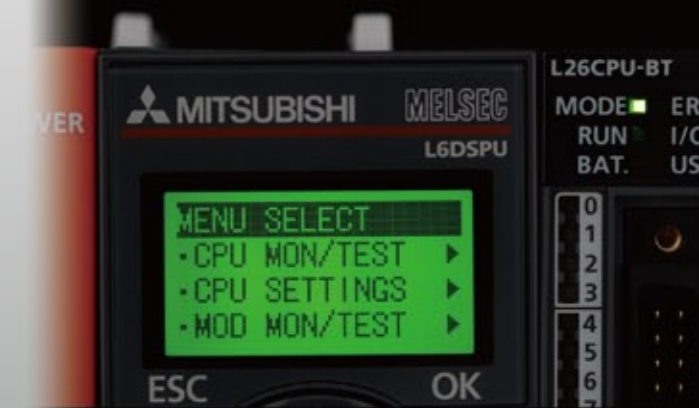 MITSUBISHI MELSEC
L6DSPU
MENU SELECT
·CPU MON/TEST ▶
·CPU SETTINGS ▶
·MOD MON/TEST ▶
ESC OK
L26CPU-BT
MODE ER
RUN I/O
BAT. US
0
1
2
3
4
5
6
7